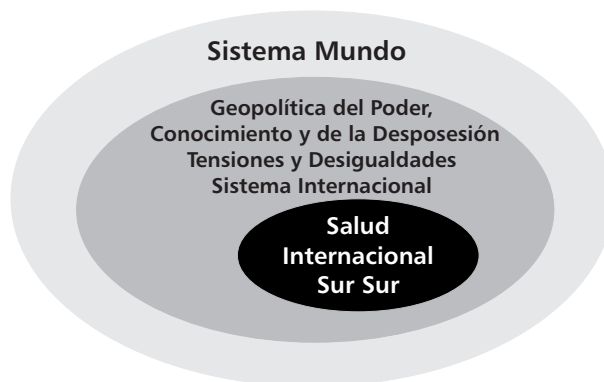 Sistema Mundo
Geopolítica del Poder,
Conocimiento y de la Desposesión
Tensiones y Desigualdades
Sistema Internacional
Salud
Internacional
Sur Sur